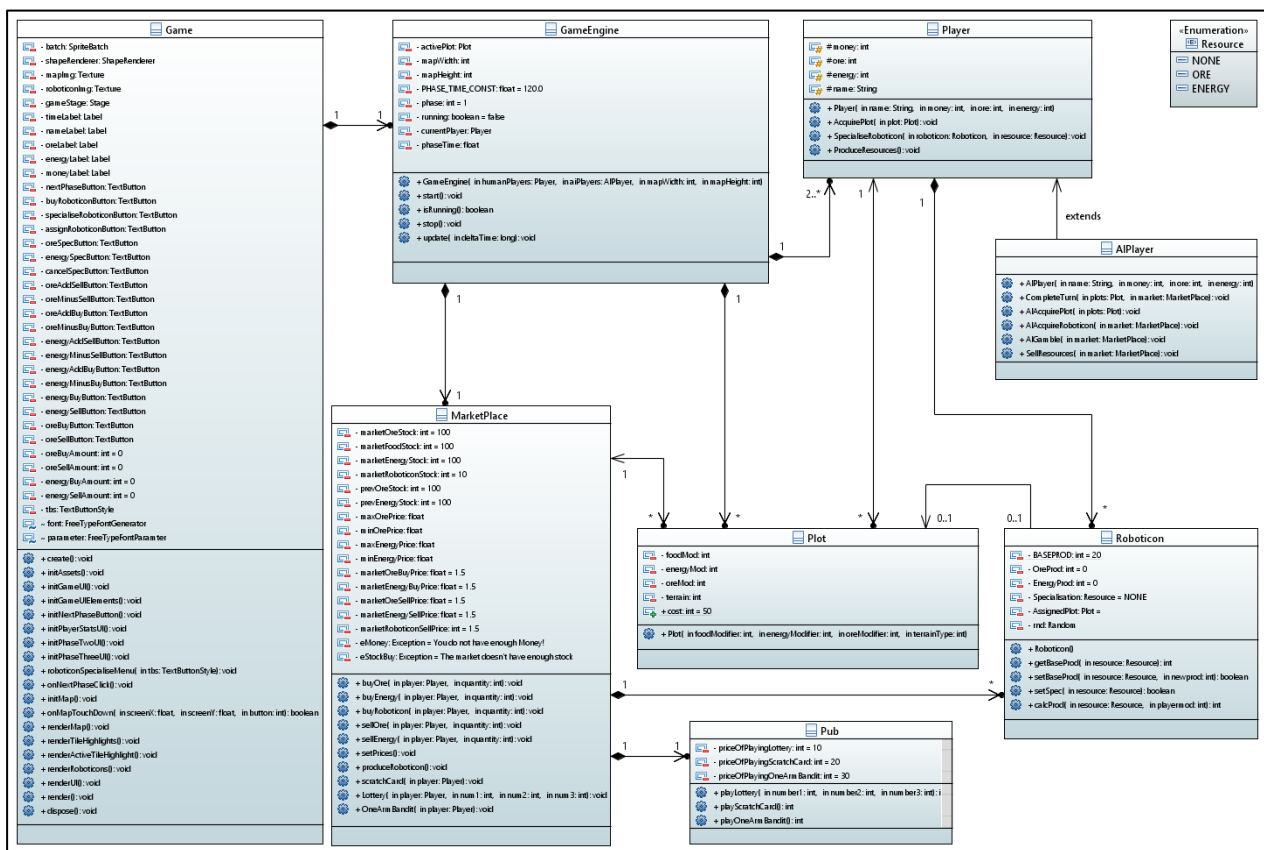 Game
- batch: SpriteBatch
- shapeRenderer: ShapeRenderer
- mapImg: Texture
- roboticonImg: Texture
- gameStage: Stage
- timeLabel: Label
- nameLabel: Label
- oreLabel: Label
- energyLabel: Label
- moneyLabel: Label
- nextPhaseButton: TextButton
- buyRoboticonButton: TextButton
- specialiseRoboticonButton: TextButton
- assignRoboticonButton: TextButton
- oreSpecButton: TextButton
- energySpecButton: TextButton
- cancelSpecButton: TextButton
- oreAddSellButton: TextButton
- oreMinusSellButton: TextButton
- oreAddBuyButton: TextButton
- oreMinusBuyButton: TextButton
- energyAddSellButton: TextButton
- energyMinusSellButton: TextButton
- energyAddBuyButton: TextButton
- energyMinusBuyButton: TextButton
- energyBuyButton: TextButton
- energySellButton: TextButton
- oreBuyButton: TextButton
- oreSellButton: TextButton
- oreBuyAmount: int = 0
- oreSellAmount: int = 0
- energyBuyAmount: int = 0
- energySellAmount: int = 0
- tbs: TextButtonStyle
~ font: FreeTypeFontGenerator
~ parameter: FreeTypeFontParamter
+ create(): void
+ initAssets(): void
+ initGameUI(): void
+ initGameUIElements(): void
+ initNextPhaseButton(): void
+ initPlayerStatsUI(): void
+ initPhaseTwoUI(): void
+ initPhaseThreeUI(): void
+ roboticonSpecialiseMenu( in tbs: TextButtonStyle): void
+ onNextPhaseClick(): void
+ initMap(): void
+ onMapTouchDown( in screenX: float, in screenY: float, in button: int): boolean
+ renderMap(): void
+ renderTileHighlights(): void
+ renderActiveTileHighlight(): void
+ renderRoboticons(): void
+ renderUI(): void
+ render(): void
+ dispose(): void
1
1
GameEngine
- activePlot: Plot
- mapWidth: int
- mapHeight: int
- PHASE_TIME_CONST: float = 120.0
- phase: int = 1
- running: boolean = false
- currentPlayer: Player
- phaseTime: float
+ GameEngine( in humanPlayers: Player, in aiPlayers: AIPlayer, in mapWidth: int, in mapHeight: int)
+ start(): void
+ isRunning(): boolean
+ stop(): void
+ update( in deltaTime: long): void
1
2..*
1
1
1
*
Player
# money: int
# ore: int
# energy: int
# name: String
+ Player( in name: String, in money: int, in ore: int, in energy: int)
+ AcquirePlot( in plot: Plot): void
+ SpecialiseRoboticon( in roboticon: Roboticon, in resource: Resource): void
+ ProduceResources(): void
1
*
1
*
extends
«Enumeration»
Resource
NONE
ORE
ENERGY
AIPlayer
+ AIPlayer( in name: String, in money: int, in ore: int, in energy: int)
+ CompleteTurn( in plots: Plot, in market: MarketPlace): void
+ AIAcquirePlot( in plots: Plot): void
+ AIAcquireRoboticon( in market: MarketPlace): void
+ AIGamble( in market: MarketPlace): void
+ SellResources( in market: MarketPlace): void
MarketPlace
- marketOreStock: int = 100
- marketFoodStock: int = 100
- marketEnergyStock: int = 100
- marketRoboticonStock: int = 10
- prevOreStock: int = 100
- prevEnergyStock: int = 100
- maxOrePrice: float
- minOrePrice: float
- maxEnergyPrice: float
- minEnergyPrice: float
- marketOreBuyPrice: float = 1.5
- marketEnergyBuyPrice: float = 1.5
- marketOreSellPrice: float = 1.5
- marketEnergySellPrice: float = 1.5
- marketRoboticonSellPrice: int = 1.5
- eMoney: Exception = You do not have enough Money!
- eStockBuy: Exception = The market doesn't have enough stock
+ buyOre( in player: Player, in quantity: int): void
+ buyEnergy( in player: Player, in quantity: int): void
+ buyRoboticon( in player: Player, in quantity: int): void
+ sellOre( in player: Player, in quantity: int): void
+ sellEnergy( in player: Player, in quantity: int): void
+ setPrices(): void
+ produceRoboticon(): void
+ scratchCard( in player: Player): void
+ Lottery( in player: Player, in num1: int, in num2: int, in num3: int): void
+ OneArmBandit( in player: Player): void
1
*
1
*
1
1
Plot
- foodMod: int
- energyMod: int
- oreMod: int
- terrain: int
+ cost: int = 50
+ Plot( in foodModifier: int, in energyModifier: int, in oreModifier: int, in terrainType: int)
0..1
0..1
Roboticon
- BASEPROD: int = 20
- OreProd: int = 0
- EnergyProd: int = 0
- Specialisation: Resource = NONE
- AssignedPlot: Plot =
- rnd: Random
+ Roboticon()
+ getBaseProd( in resource: Resource): int
+ setBaseProd( in resource: Resource, in newprod: int): boolean
+ setSpec( in resource: Resource): boolean
+ calcProd( in resource: Resource, in playermod: int): int
Pub
- priceOfPlayingLottery: int = 10
- priceOfPlayingScratchCard: int = 20
- priceOfPlayingOneArmBandit: int = 30
+ playLottery( in number1: int, in number2: int, in number3: int): i
+ playScratchCard(): int
+ playOneArmBandit(): int